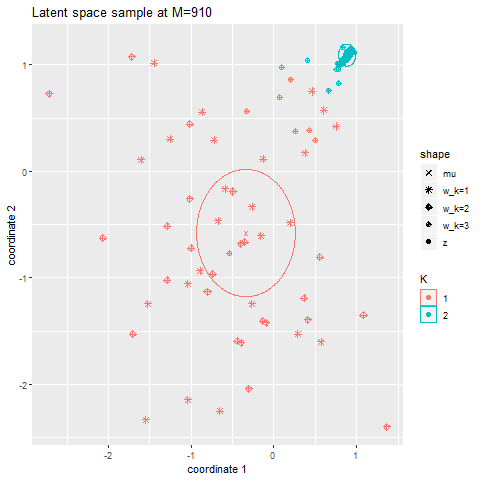 Latent space sample at M=910
coordinate 2
1
0
-1
-2
-2
-1
0
1
coordinate 1
shape
mu
w_k=1
w_k=2
w_k=3
z
K
1
2